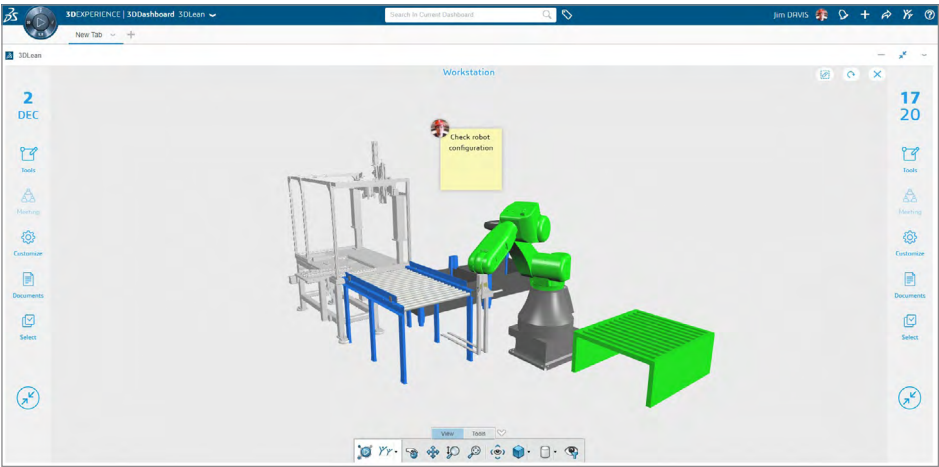 3DEXPERIENCE | 3DDashboard 3DLean
Search In Current Dashboard
Jim DAVIS
New Tab
3DLean
Workstation
2
DEC
17
20
Check robot
configuration
Tools
Meeting
Customize
Documents
Select
Tools
Meeting
Customize
Documents
Select
View
Tools